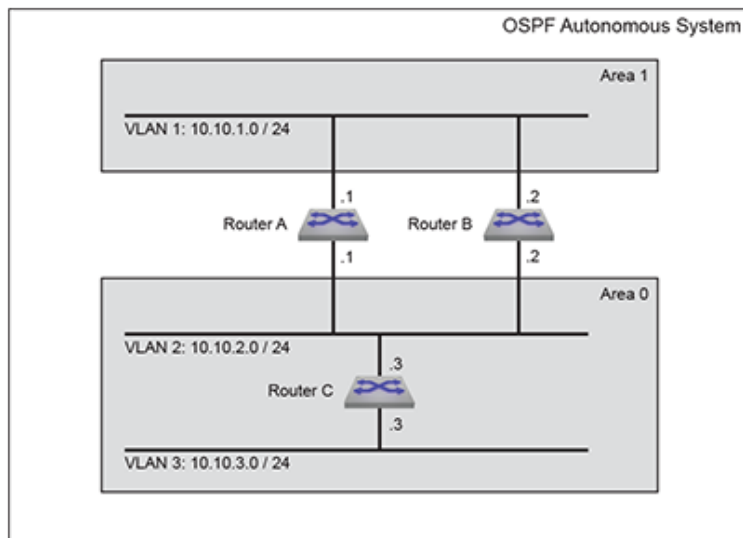 OSPF Autonomous System
Area 1
VLAN 1: 10.10.1.0 / 24
.1
.2
Router A
Router B
.1
.2
Area 0
VLAN 2: 10.10.2.0 / 24
.3
Router C
.3
VLAN 3: 10.10.3.0 / 24